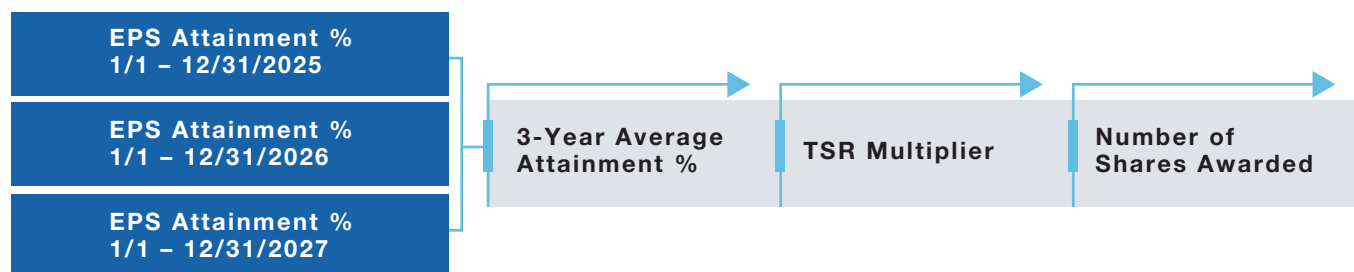 EPS Attainment %
1/1 – 12/31/2025
EPS Attainment %
1/1 – 12/31/2026
EPS Attainment %
1/1 – 12/31/2027
3-Year Average
Attainment %
TSR Multiplier
Number of
Shares Awarded